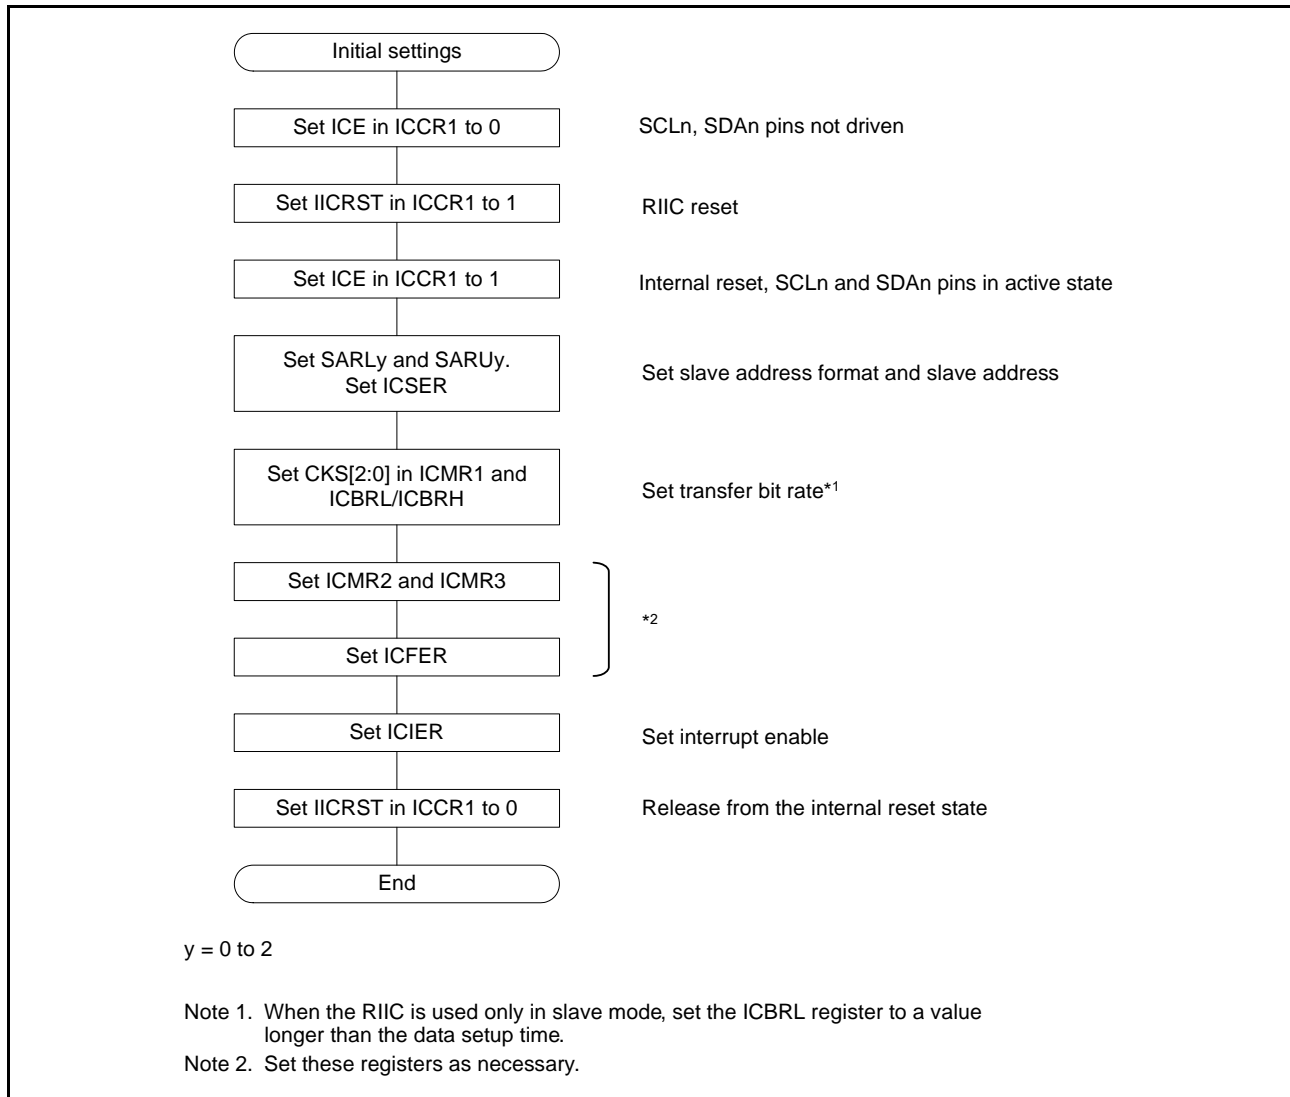 Initial settings
Set ICE in ICCR1 to 0
SCLn, SDAn pins not driven
Set IICRST in ICCR1 to 1
RIIC reset
Set ICE in ICCR1 to 1
Internal reset, SCLn and SDAn pins in active state
Set SARLy and SARUy.
Set ICSER
Set slave address format and slave address
Set CKS[2:0] in ICMR1 and
ICBRL/ICBRH
Set transfer bit rate*1
Set ICMR2 and ICMR3
*2
Set ICFER
Set ICIER
Set interrupt enable
Set IICRST in ICCR1 to 0
Release from the internal reset state
End
y = 0 to 2
Note 1. When the RIIC is used only in slave mode, set the ICBRL register to a value
longer than the data setup time.
Note 2. Set these registers as necessary.